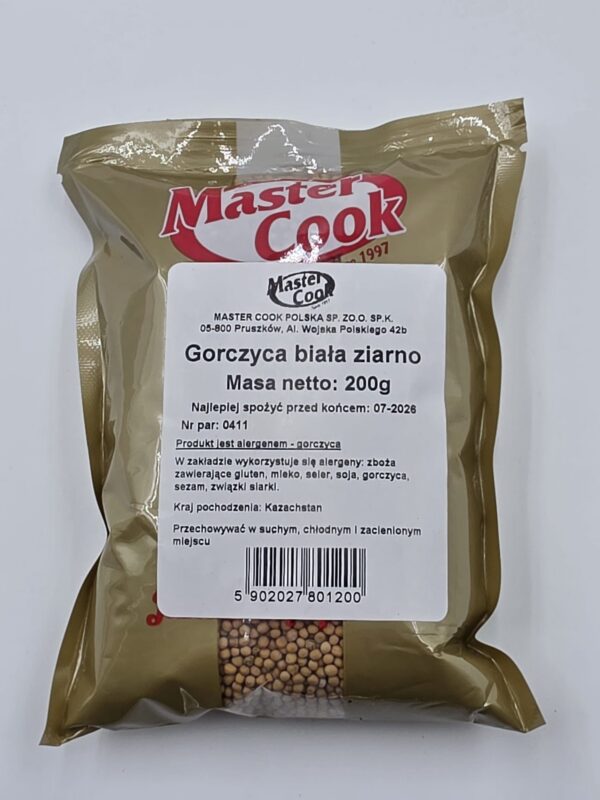 Master
Cook
1997
Master
Cook
MASTER COOK POLSKA SP. ZO.O. SP.K.
05-800 Pruszków, Al. Wojska Polskiego 42b
Gorczyca biała ziarno
Masa netto: 200g
Najlepiej spożyć przed końcem: 07-2026
Nr par: 0411
Produkt jest alergenem - gorczycą
W zakładzie wykorzystuje się alergeny: zboża
zawierające gluten, mleko, seler, soja, gorczyca,
sezam, związki siarki.
Kraj pochodzenia: Kazachstan
Przechowywać w suchym, chłodnym i zacienionym
miejscu
5 902027 801200